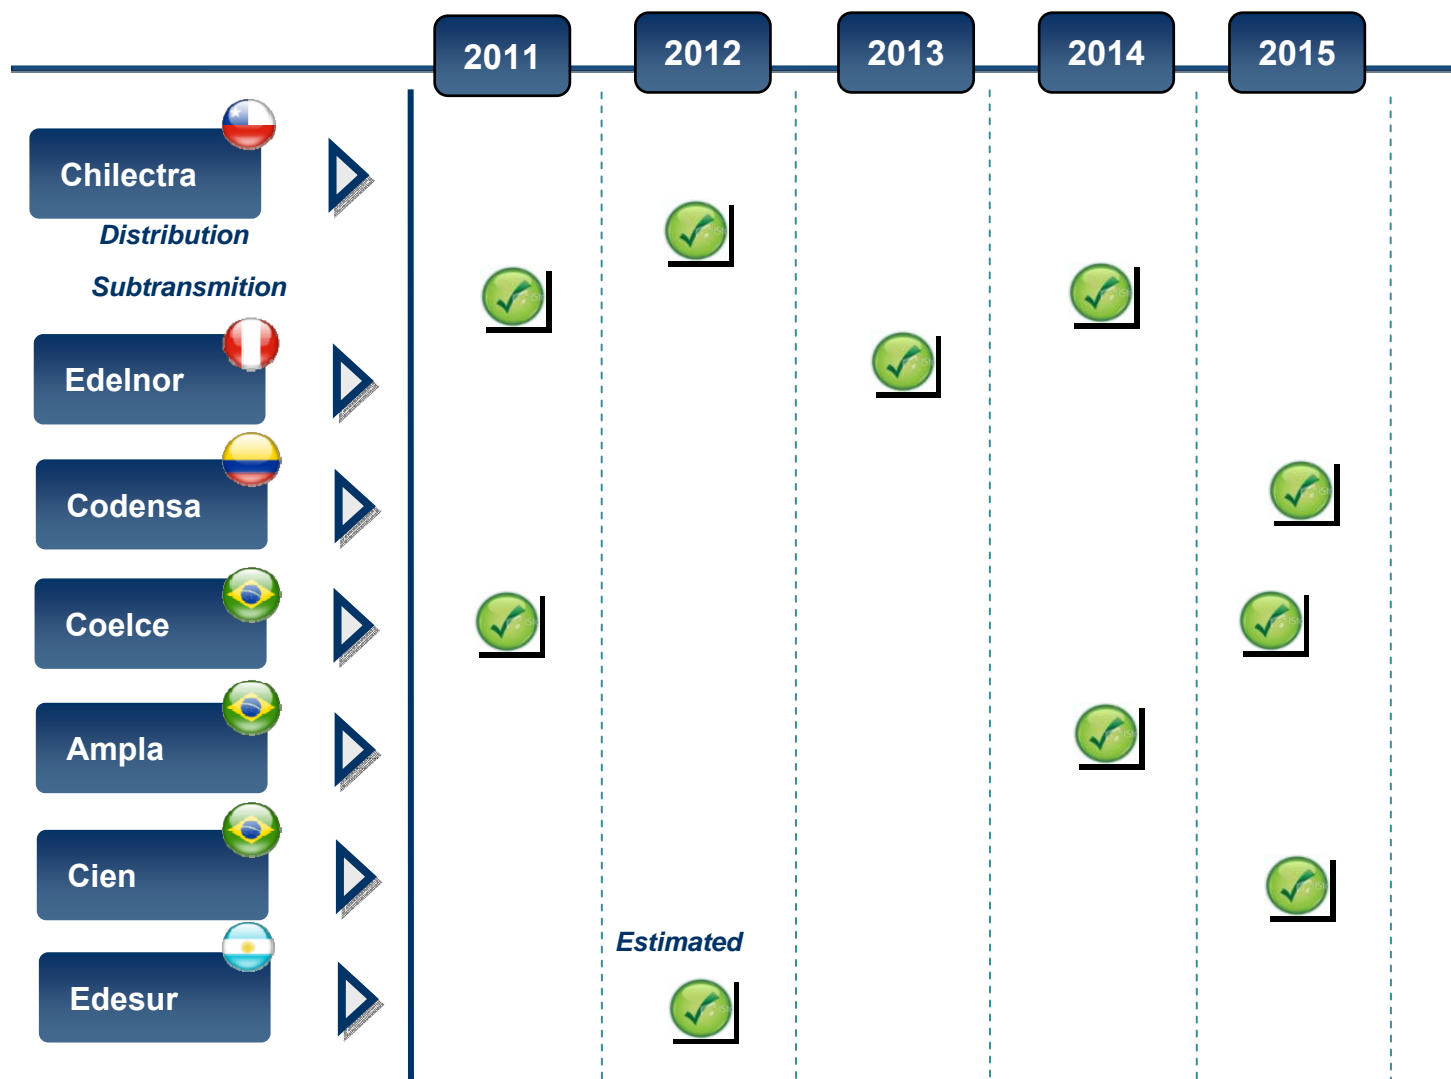 2011 2012 2013 2014 2015
Chilectra
Distribution
Subtransmition
Edelnor
Codensa
Coelce
Ampla
Cien
Estimated
Edesur